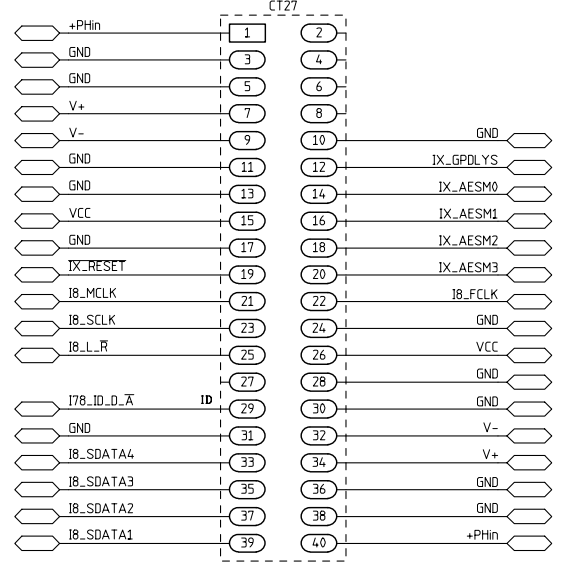 CT27
+PHin 1 2
GND 3 4
GND 5 6
V+ 7 8
V- 9 10 GND
GND 11 12 IX_GPDLYS
GND 13 14 IX_AESM0
VCC 15 16 IX_AESM1
GND 17 18 IX_AESM2
I̅X̅_̅R̅E̅S̅E̅T̅ 19 20 IX_AESM3
I8_MCLK 21 22 I8_FCLK
I8_SCLK 23 24 GND
I8_L_R̅ 25 26 VCC
27 28 GND
I78_ID_D_A̅ ID 29 30 GND
GND 31 32 V-
I8_SDATA4 33 34 V+
I8_SDATA3 35 36 GND
I8_SDATA2 37 38 GND
I8_SDATA1 39 40 +PHin